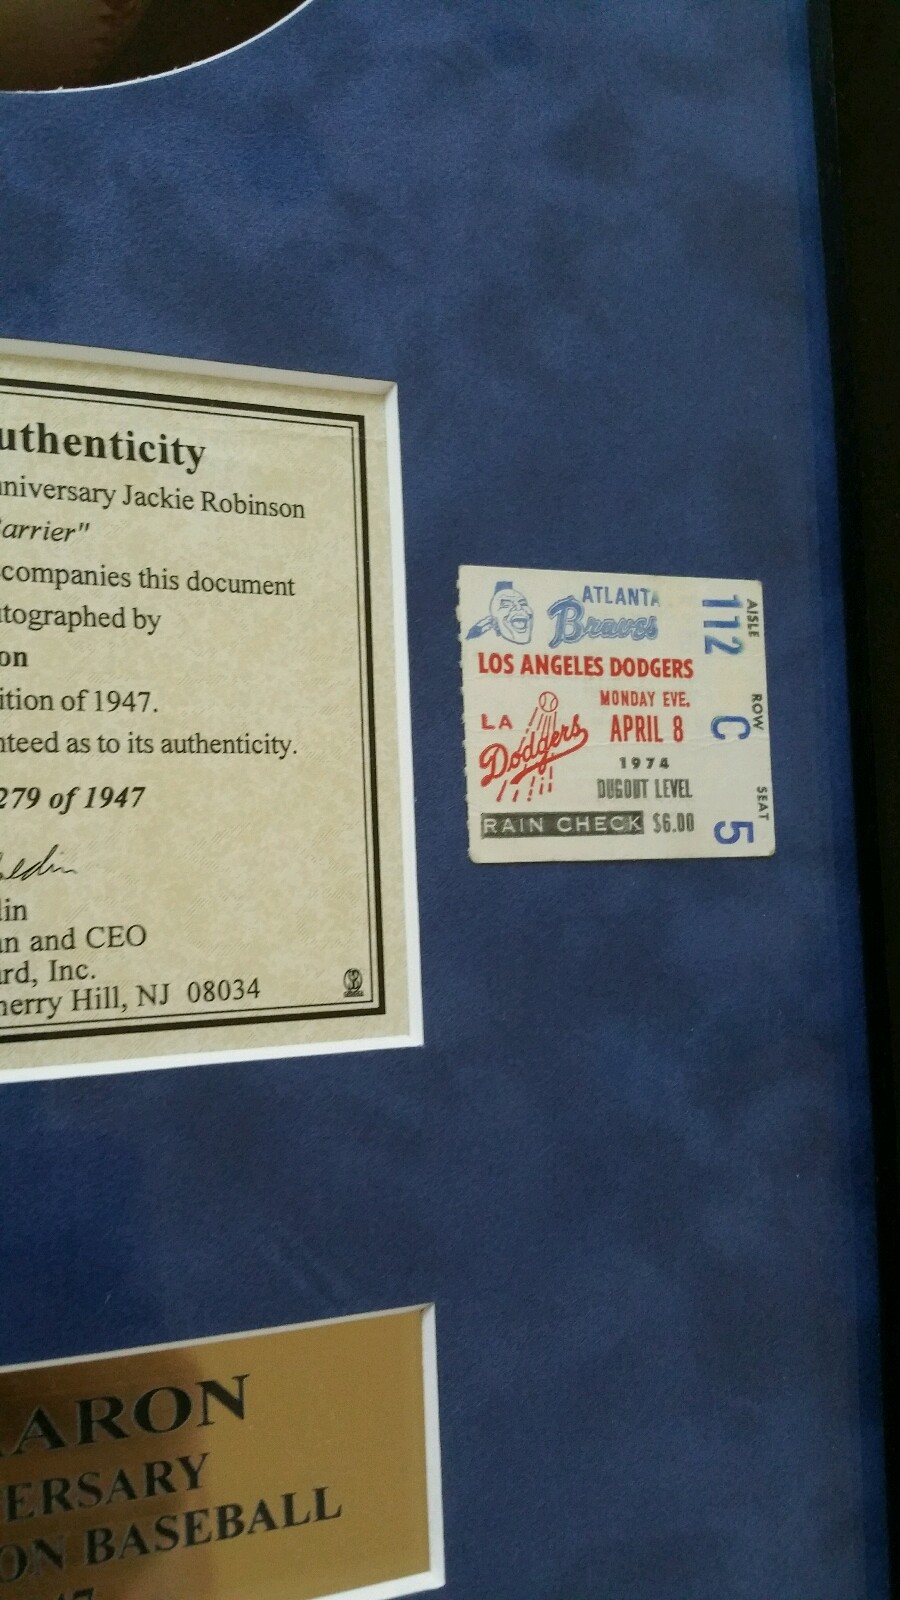 uthenticity
niversary Jackie Robinson
arrier"
companies this document
tographed by
on
ition of 1947.
nteed as to its authenticity.
279 of 1947
lin
an and CEO
rd, Inc.
herry Hill, NJ 08034
ATLANTA
Braves
LOS ANGELES DODGERS
MONDAY EVE.
LA
Dodgers
APRIL 8
1974
DUGOUT LEVEL
RAIN CHECK $6.00
AISLE
112
ROW
C
SEAT
5
AARON
ERSARY
ON BASEBALL